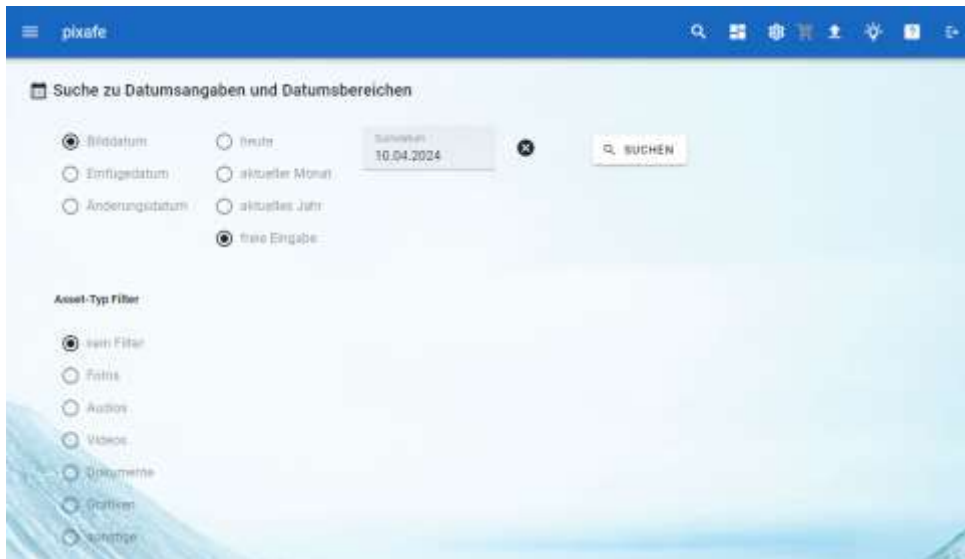 pixafe
Suche zu Datumsangaben und Datumsbereichen
Bilddatum
heute
Suchdatum
10.04.2024
SUCHEN
Einfügedatum
aktueller Monat
Änderungsdatum
aktuelles Jahr
freie Eingabe
Asset-Typ Filter
kein Filter
Fotos
Audios
Videos
Dokumente
Grafiken
sonstige